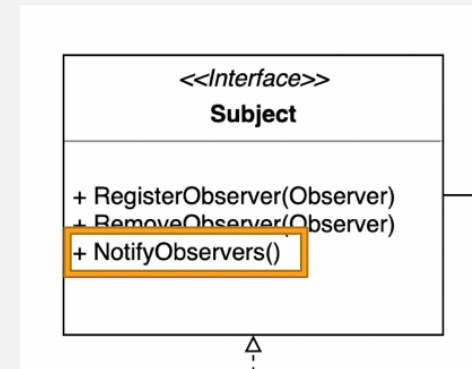 <<Interface>>
Subject
+ RegisterObserver(Observer)
+ RemoveObserver(Observer)
+ NotifyObservers()